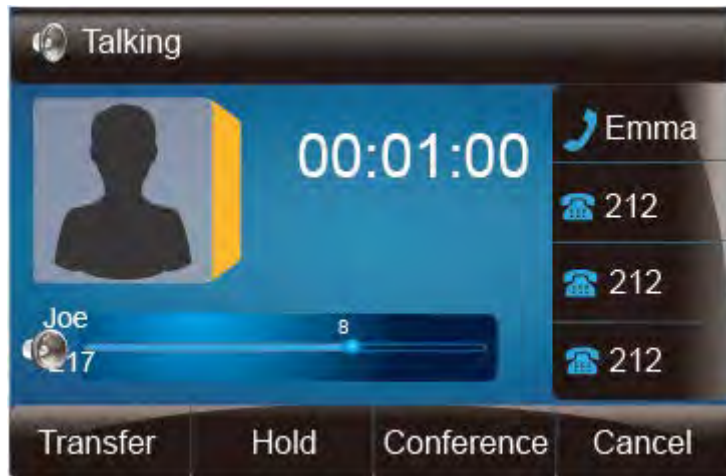 Talking
00:01:00
Joe
8
217
Emma
212
212
212
Transfer Hold Conference Cancel